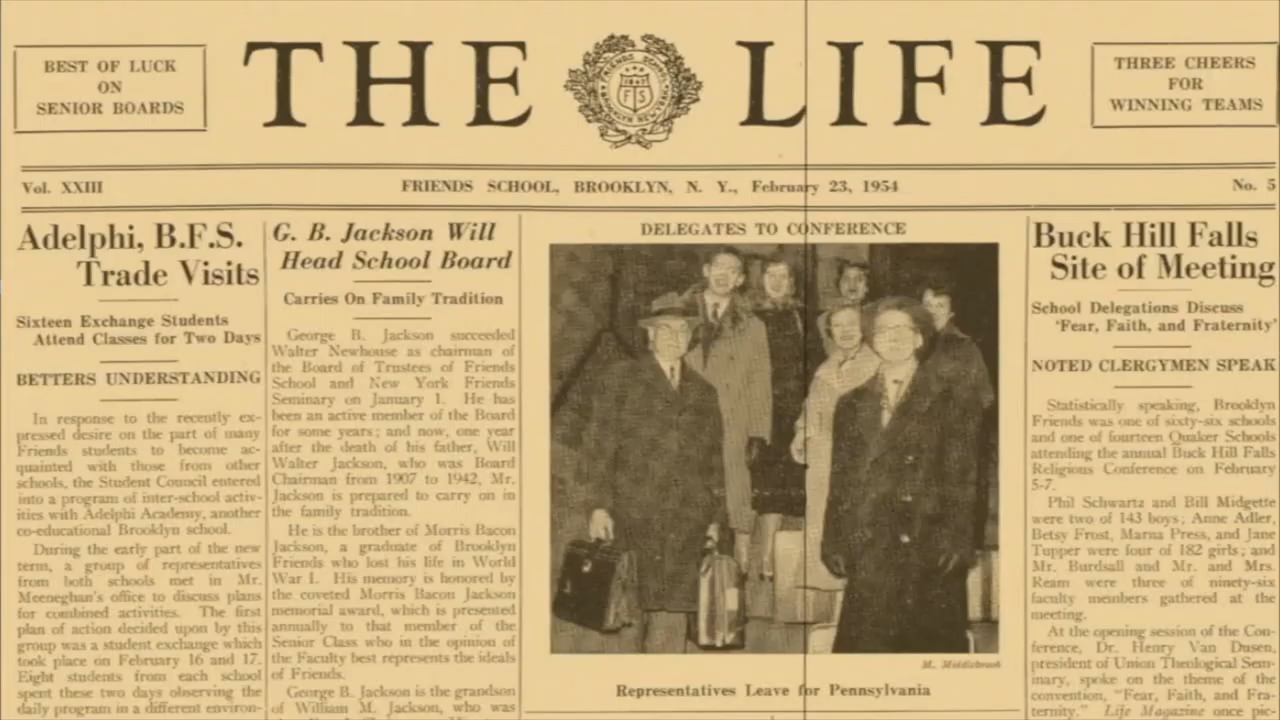 BEST OF LUCK
ON
SENIOR BOARDS
THE LIFE
FRIENDS SCHOOL
1867
F S
BROOKLYN NEW YORK
THREE CHEERS
FOR
WINNING TEAMS
Vol. XXIII
FRIENDS SCHOOL, BROOKLYN, N. Y., February 23, 1954
No. 5
Adelphi, B.F.S.
Trade Visits
Sixteen Exchange Students
Attend Classes for Two Days
BETTERS UNDERSTANDING
In response to the recently ex-
pressed desire on the part of many
Friends students to become ac-
quainted with those from other
schools, the Student Council entered
into a program of inter-school activ-
ities with Adelphi Academy, another
co-educational Brooklyn school.
During the early part of the new
term, a group of representatives
from both schools met in Mr.
Meeneghan's office to discuss plans
for combined activities. The first
plan of action decided upon by this
group was a student exchange which
took place on February 16 and 17.
Eight students from each school
spent these two days observing the
daily program in a different environ-
G. B. Jackson Will
Head School Board
Carries On Family Tradition
George B. Jackson succeeded
Walter Newhouse as chairman of
the Board of Trustees of Friends
School and New York Friends
Seminary on January 1. He has
been an active member of the Board
for some years; and now, one year
after the death of his father, Will
Walter Jackson, who was Board
Chairman from 1907 to 1942, Mr.
Jackson is prepared to carry on in
the family tradition.
He is the brother of Morris Bacon
Jackson, a graduate of Brooklyn
Friends who lost his life in World
War I. His memory is honored by
the coveted Morris Bacon Jackson
memorial award, which is presented
annually to that member of the
Senior Class who in the opinion of
the Faculty best represents the ideals
of Friends.
George B. Jackson is the grandson
of William M. Jackson, who was
DELEGATES TO CONFERENCE
M. Middlebrook
Representatives Leave for Pennsylvania
Buck Hill Falls
Site of Meeting
School Delegations Discuss
'Fear, Faith, and Fraternity'
NOTED CLERGYMEN SPEAK
Statistically speaking, Brooklyn
Friends was one of sixty-six schools
and one of fourteen Quaker Schools
attending the annual Buck Hill Falls
Religious Conference on February
5-7.
Phil Schwartz and Bill Midgette
were two of 143 boys; Anne Adler,
Betsy Frost, Marna Press, and Jane
Tupper were four of 182 girls; and
Mr. Burdsall and Mr. and Mrs.
Ream were three of ninety-six
faculty members gathered at the
meeting.
At the opening session of the Con-
ference, Dr. Henry Van Dusen,
president of Union Theological Sem-
inary, spoke on the theme of the
convention, "Fear, Faith, and Fra-
ternity." Life Magazine once pic-